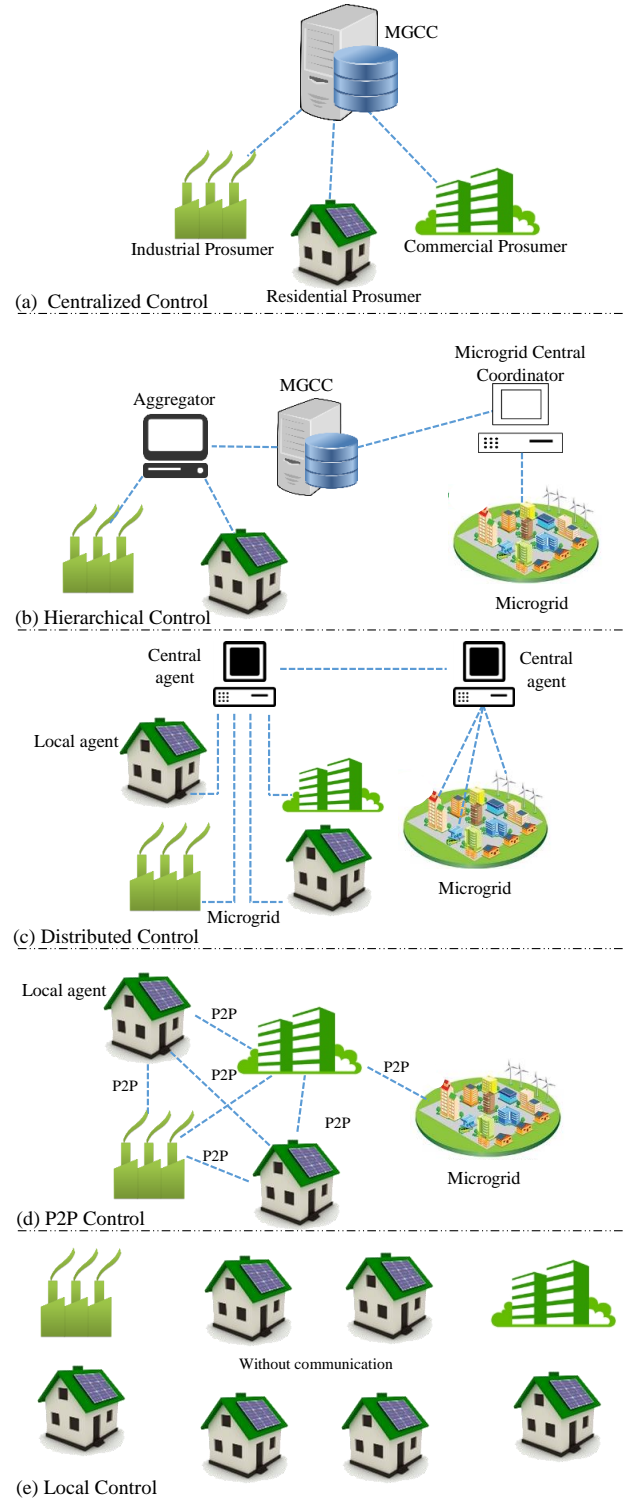 MGCC
Industrial Prosumer
Commercial Prosumer
Residential Prosumer
(a) Centralized Control
Microgrid Central
Coordinator
MGCC
Aggregator
Microgrid
(b) Hierarchical Control
Central
agent
Central
agent
Local agent
Microgrid
Microgrid
(c) Distributed Control
Local agent
P2P
P2P
P2P
P2P
P2P
P2P
Microgrid
(d) P2P Control
Without communication
(e) Local Control